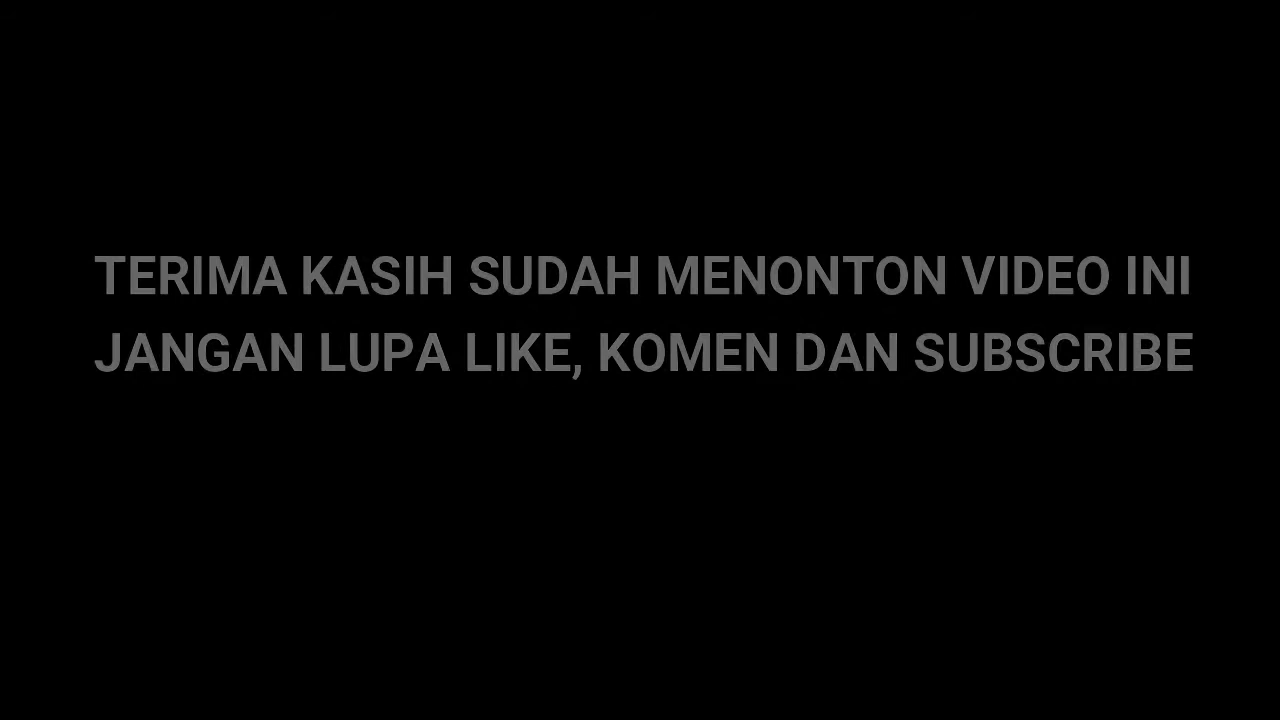 TERIMA KASIH SUDAH MENONTON VIDEO INI
JANGAN LUPA LIKE, KOMEN DAN SUBSCRIBE